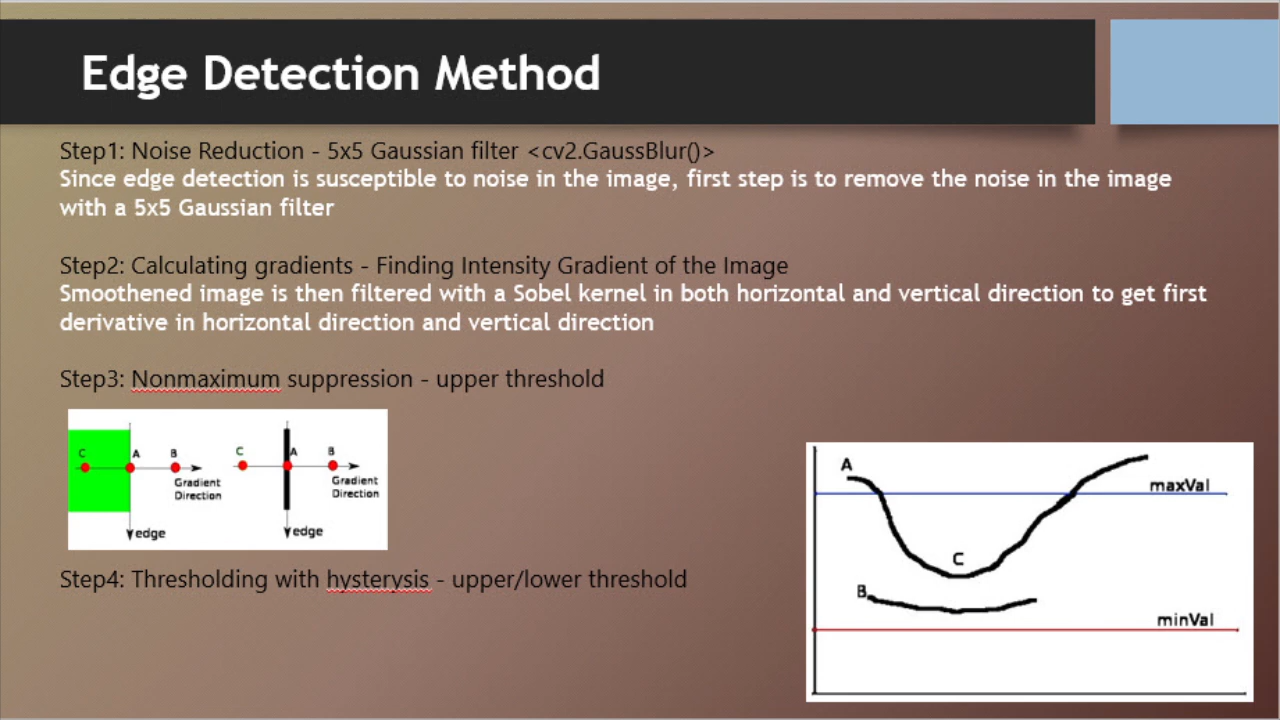 Edge Detection Method
Step1: Noise Reduction - 5x5 Gaussian filter <cv2.GaussBlur()>
Since edge detection is susceptible to noise in the image, first step is to remove the noise in the image
with a 5x5 Gaussian filter
Step2: Calculating gradients - Finding Intensity Gradient of the Image
Smoothened image is then filtered with a Sobel kernel in both horizontal and vertical direction to get first
derivative in horizontal direction and vertical direction
Step3: Nonmaximum suppression - upper threshold
C A B
Gradient
Direction
edge
C A B
Gradient
Direction
edge
Step4: Thresholding with hysterysis - upper/lower threshold
A
maxVal
C
B
minVal